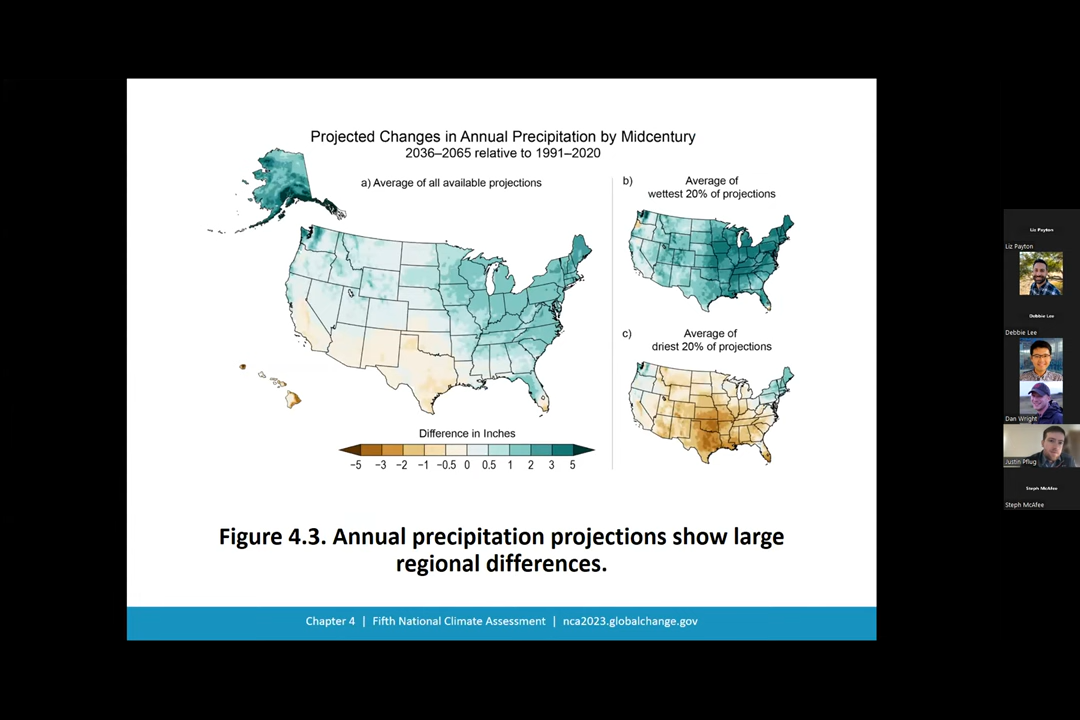 Projected Changes in Annual Precipitation by Midcentury
2036–2065 relative to 1991–2020
a) Average of all available projections
b)
Average of
wettest 20% of projections
c)
Average of
driest 20% of projections
Difference in Inches
−5 −3 −2 −1 −0.5 0 0.5 1 2 3 5
Figure 4.3. Annual precipitation projections show large
regional differences.
Chapter 4 | Fifth National Climate Assessment | nca2023.globalchange.gov
Liz Payton
Liz Payton
Debbie Lee
Debbie Lee
Dan Wright
Justin Pflug
Steph McAfee
Steph McAfee